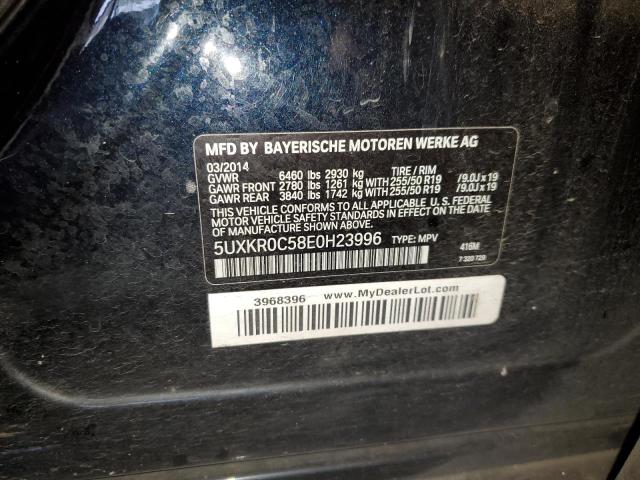 MFD BY BAYERISCHE MOTOREN WERKE AG
03/2014 TIRE / RIM
GVWR 6460 lbs 2930 kg
GAWR FRONT 2780 lbs 1261 kg WITH 255/50 R19 /9.0J x 19
GAWR REAR 3840 lbs 1742 kg WITH 255/50 R19 /9.0J x 19
THIS VEHICLE CONFORMS TO ALL APPLICABLE U.S. FEDERAL
MOTOR VEHICLE SAFETY STANDARDS IN EFFECT ON THE DATE
OF MANUFACTURE SHOWN ABOVE.
5UXKR0C58E0H23996 TYPE: MPV 416M
7 320 729
3968396 www.MyDealerLot.com